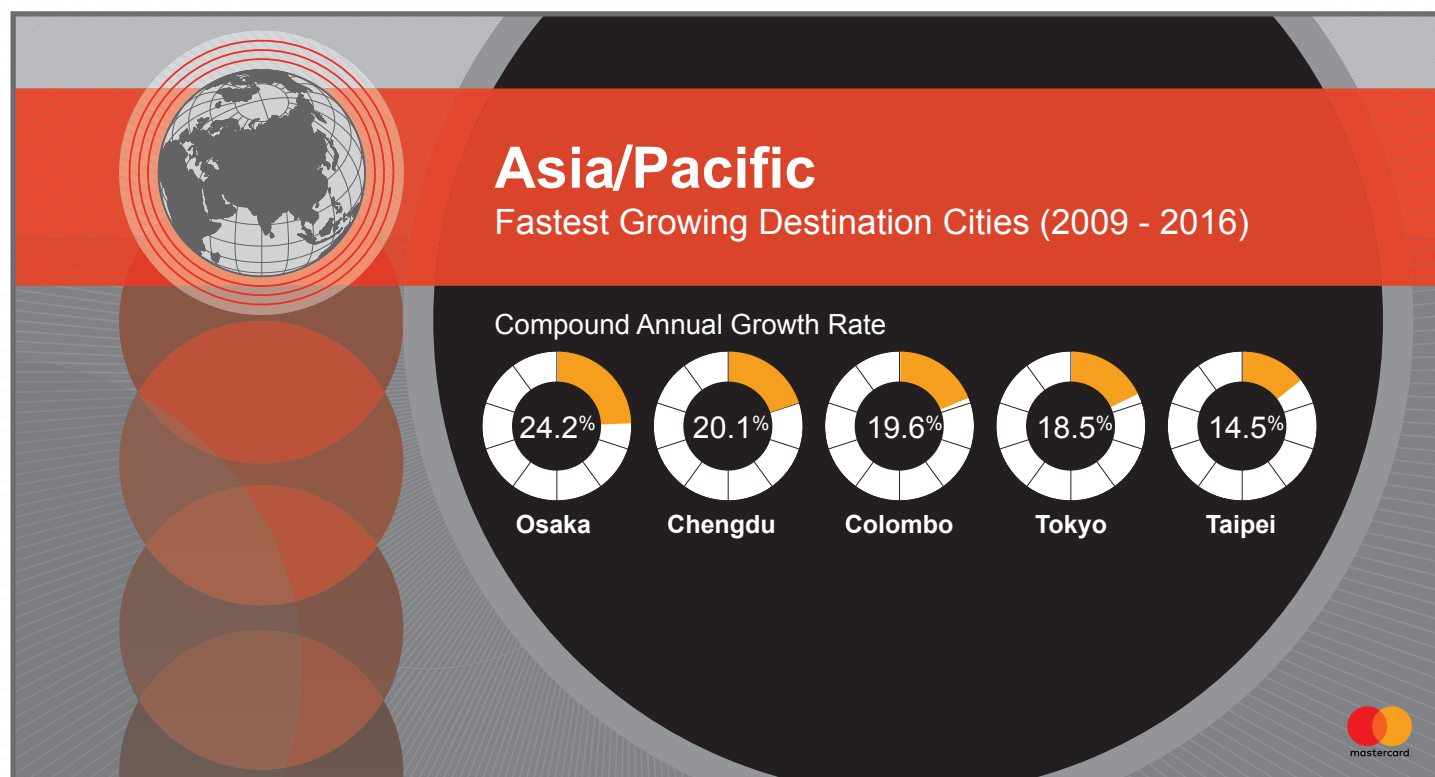 Asia/Pacific
Fastest Growing Destination Cities (2009 - 2016)
Compound Annual Growth Rate
24.2% 20.1% 19.6% 18.5% 14.5%
Osaka Chengdu Colombo Tokyo Taipei
mastercard